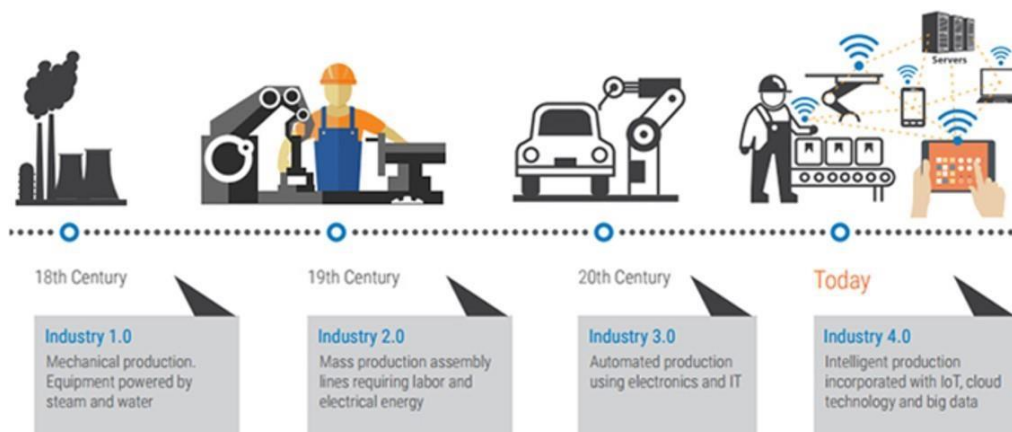 Servers
18th Century
Industry 1.0
Mechanical production.
Equipment powered by
steam and water
19th Century
Industry 2.0
Mass production assembly
lines requiring labor and
electrical energy
20th Century
Industry 3.0
Automated production
using electronics and IT
Today
Industry 4.0
Intelligent production
incorporated with IoT, cloud
technology and big data